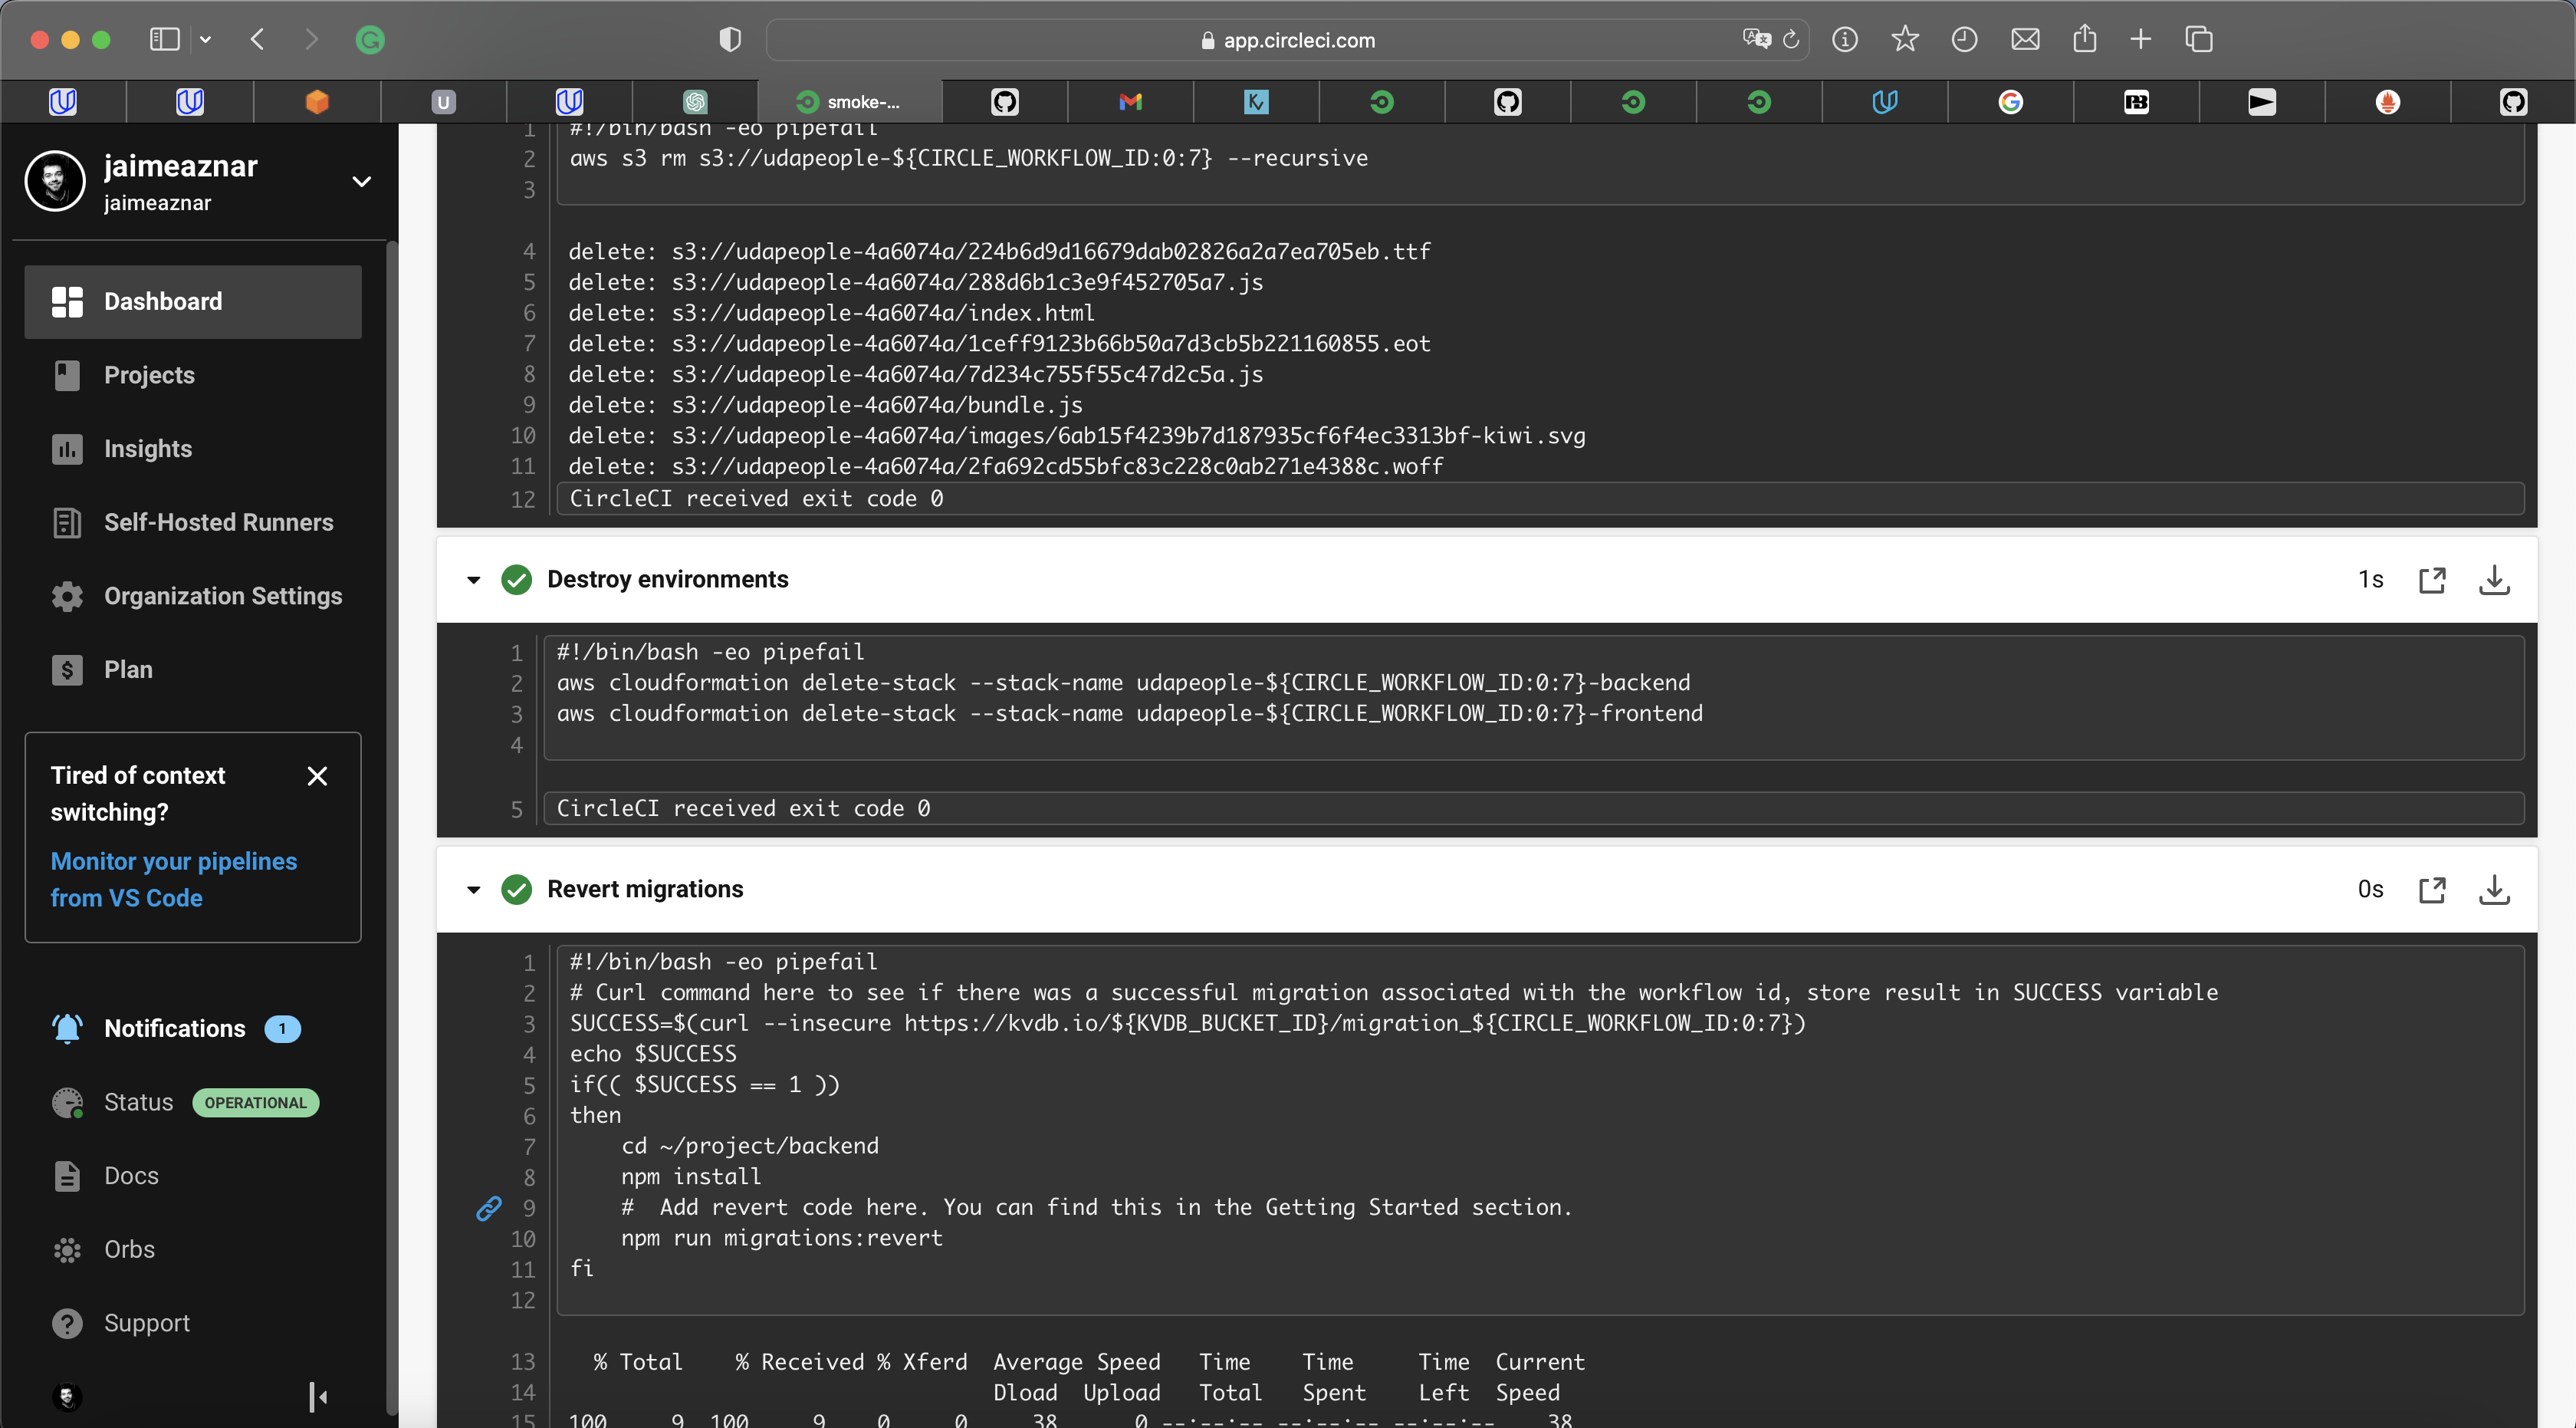 app.circleci.com
smoke-...
jaimeaznar
jaimeaznar
Dashboard
Projects
Insights
Self-Hosted Runners
Organization Settings
Plan
Tired of context
switching?
Monitor your pipelines
from VS Code
Notifications 1
Status OPERATIONAL
Docs
Orbs
Support
1 #!/bin/bash -eo pipefail
2 aws s3 rm s3://udapeople-${CIRCLE_WORKFLOW_ID:0:7} --recursive
3
4 delete: s3://udapeople-4a6074a/224b6d9d16679dab02826a2a7ea705eb.ttf
5 delete: s3://udapeople-4a6074a/288d6b1c3e9f452705a7.js
6 delete: s3://udapeople-4a6074a/index.html
7 delete: s3://udapeople-4a6074a/1ceff9123b66b50a7d3cb5b221160855.eot
8 delete: s3://udapeople-4a6074a/7d234c755f55c47d2c5a.js
9 delete: s3://udapeople-4a6074a/bundle.js
10 delete: s3://udapeople-4a6074a/images/6ab15f4239b7d187935cf6f4ec3313bf-kiwi.svg
11 delete: s3://udapeople-4a6074a/2fa692cd55bfc83c228c0ab271e4388c.woff
12 CircleCI received exit code 0
Destroy environments 1s
1 #!/bin/bash -eo pipefail
2 aws cloudformation delete-stack --stack-name udapeople-${CIRCLE_WORKFLOW_ID:0:7}-backend
3 aws cloudformation delete-stack --stack-name udapeople-${CIRCLE_WORKFLOW_ID:0:7}-frontend
4
5 CircleCI received exit code 0
Revert migrations 0s
1 #!/bin/bash -eo pipefail
2 # Curl command here to see if there was a successful migration associated with the workflow id, store result in SUCCESS variable
3 SUCCESS=$(curl --insecure https://kvdb.io/${KVDB_BUCKET_ID}/migration_${CIRCLE_WORKFLOW_ID:0:7})
4 echo $SUCCESS
5 if(( $SUCCESS == 1 ))
6 then
7 cd ~/project/backend
8 npm install
9 #  Add revert code here. You can find this in the Getting Started section.
10 npm run migrations:revert
11 fi
12
13 % Total % Received % Xferd Average Speed Time Time Time Current
14 Dload Upload Total Spent Left Speed
15 100 9 100 9 0 0 38 0 --:--:-- --:--:-- --:--:-- 38